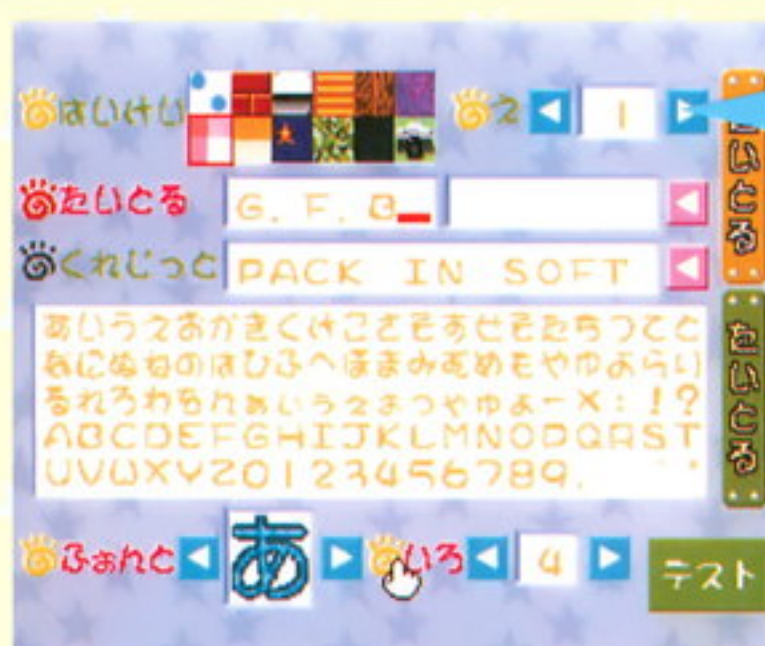 はいけい え 1
たいとる G. F. B
くれじっと PACK IN SOFT
あいうえおかきくけこさしすせそたちつてと
なにぬねのはひふへほまみむめもやゆよらり
るれろわをんぁぃぅぇぉっゃゅょー×：！？
ABCDEFGHIJKLMNOPQRST
UVWXYZ0123456789.゛゜
ふぉんと あ いろ 4
テスト
たいとる
たいとる